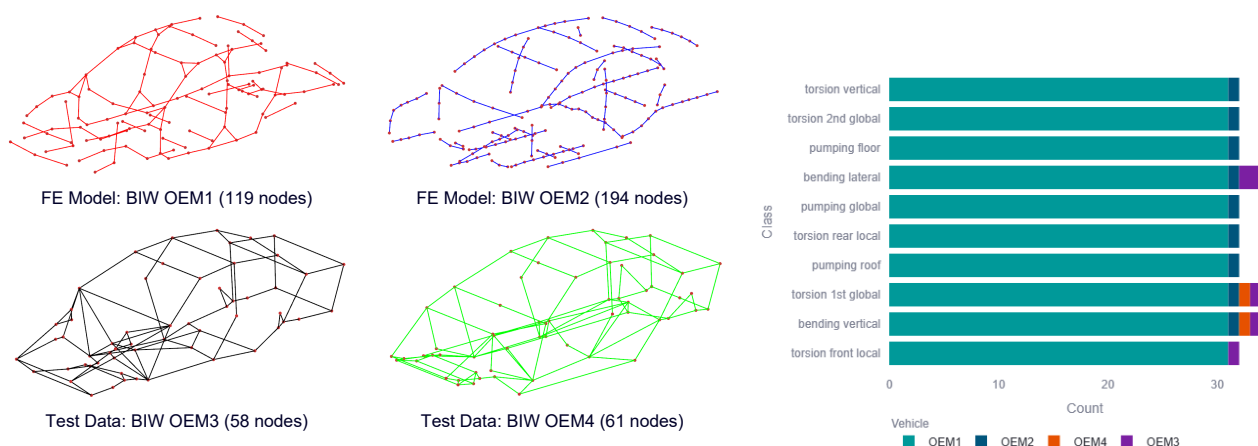 FE Model: BIW OEM1 (119 nodes)
FE Model: BIW OEM2 (194 nodes)
Test Data: BIW OEM3 (58 nodes)
Test Data: BIW OEM4 (61 nodes)
Class
torsion vertical
torsion 2nd global
pumping floor
bending lateral
pumping global
torsion rear local
pumping roof
torsion 1st global
bending vertical
torsion front local
0 10 20 30
Count
Vehicle
OEM1 OEM2 OEM4 OEM3